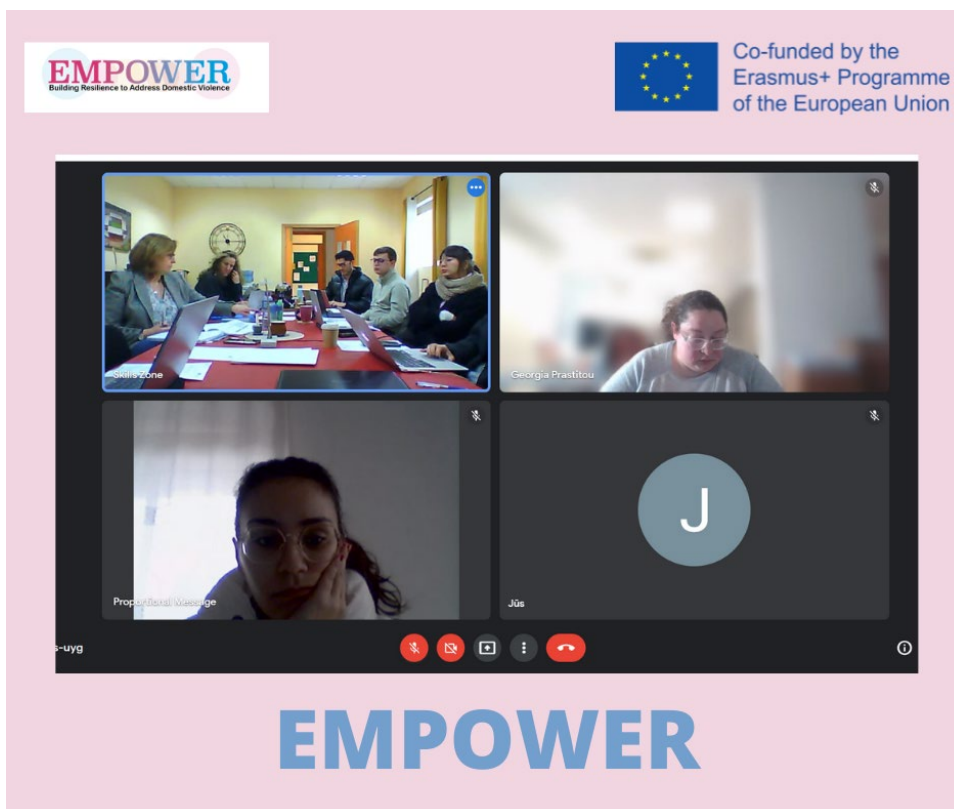 EMPOWER
Building Resilience to Address Domestic Violence
Co-funded by the
Erasmus+ Programme
of the European Union
Skills Zone
Georgia Prastitou
Proportional Message
J
Jūs
s-uyg
EMPOWER